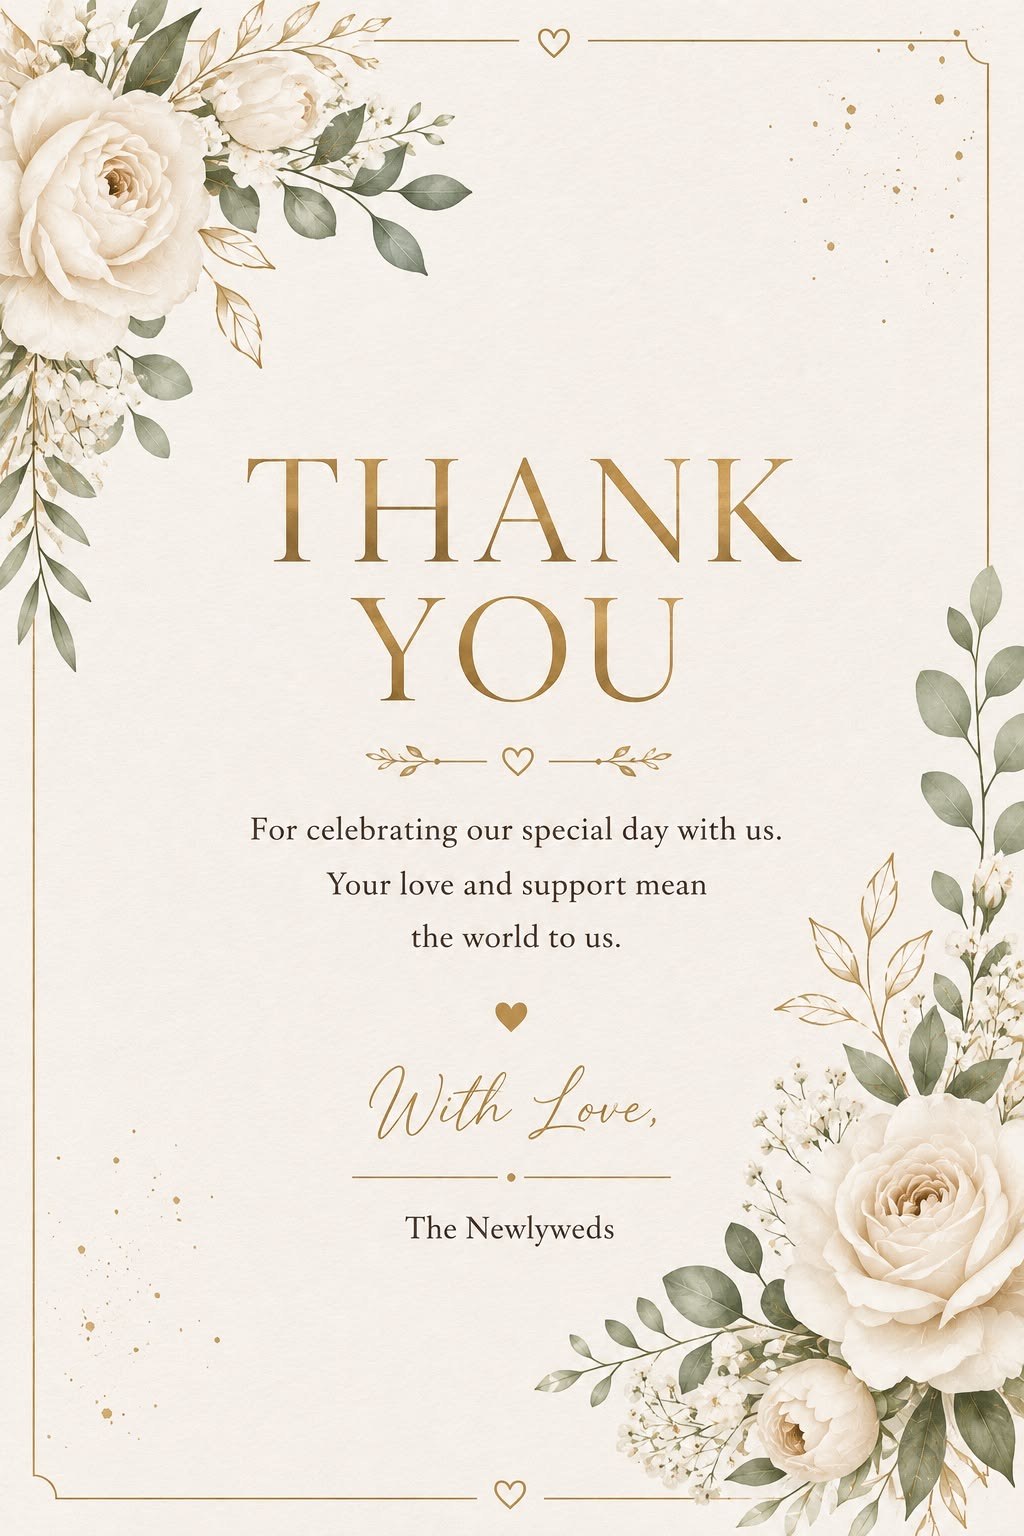 THANK
YOU
For celebrating our special day with us.
Your love and support mean
the world to us.
With Love,
The Newlyweds